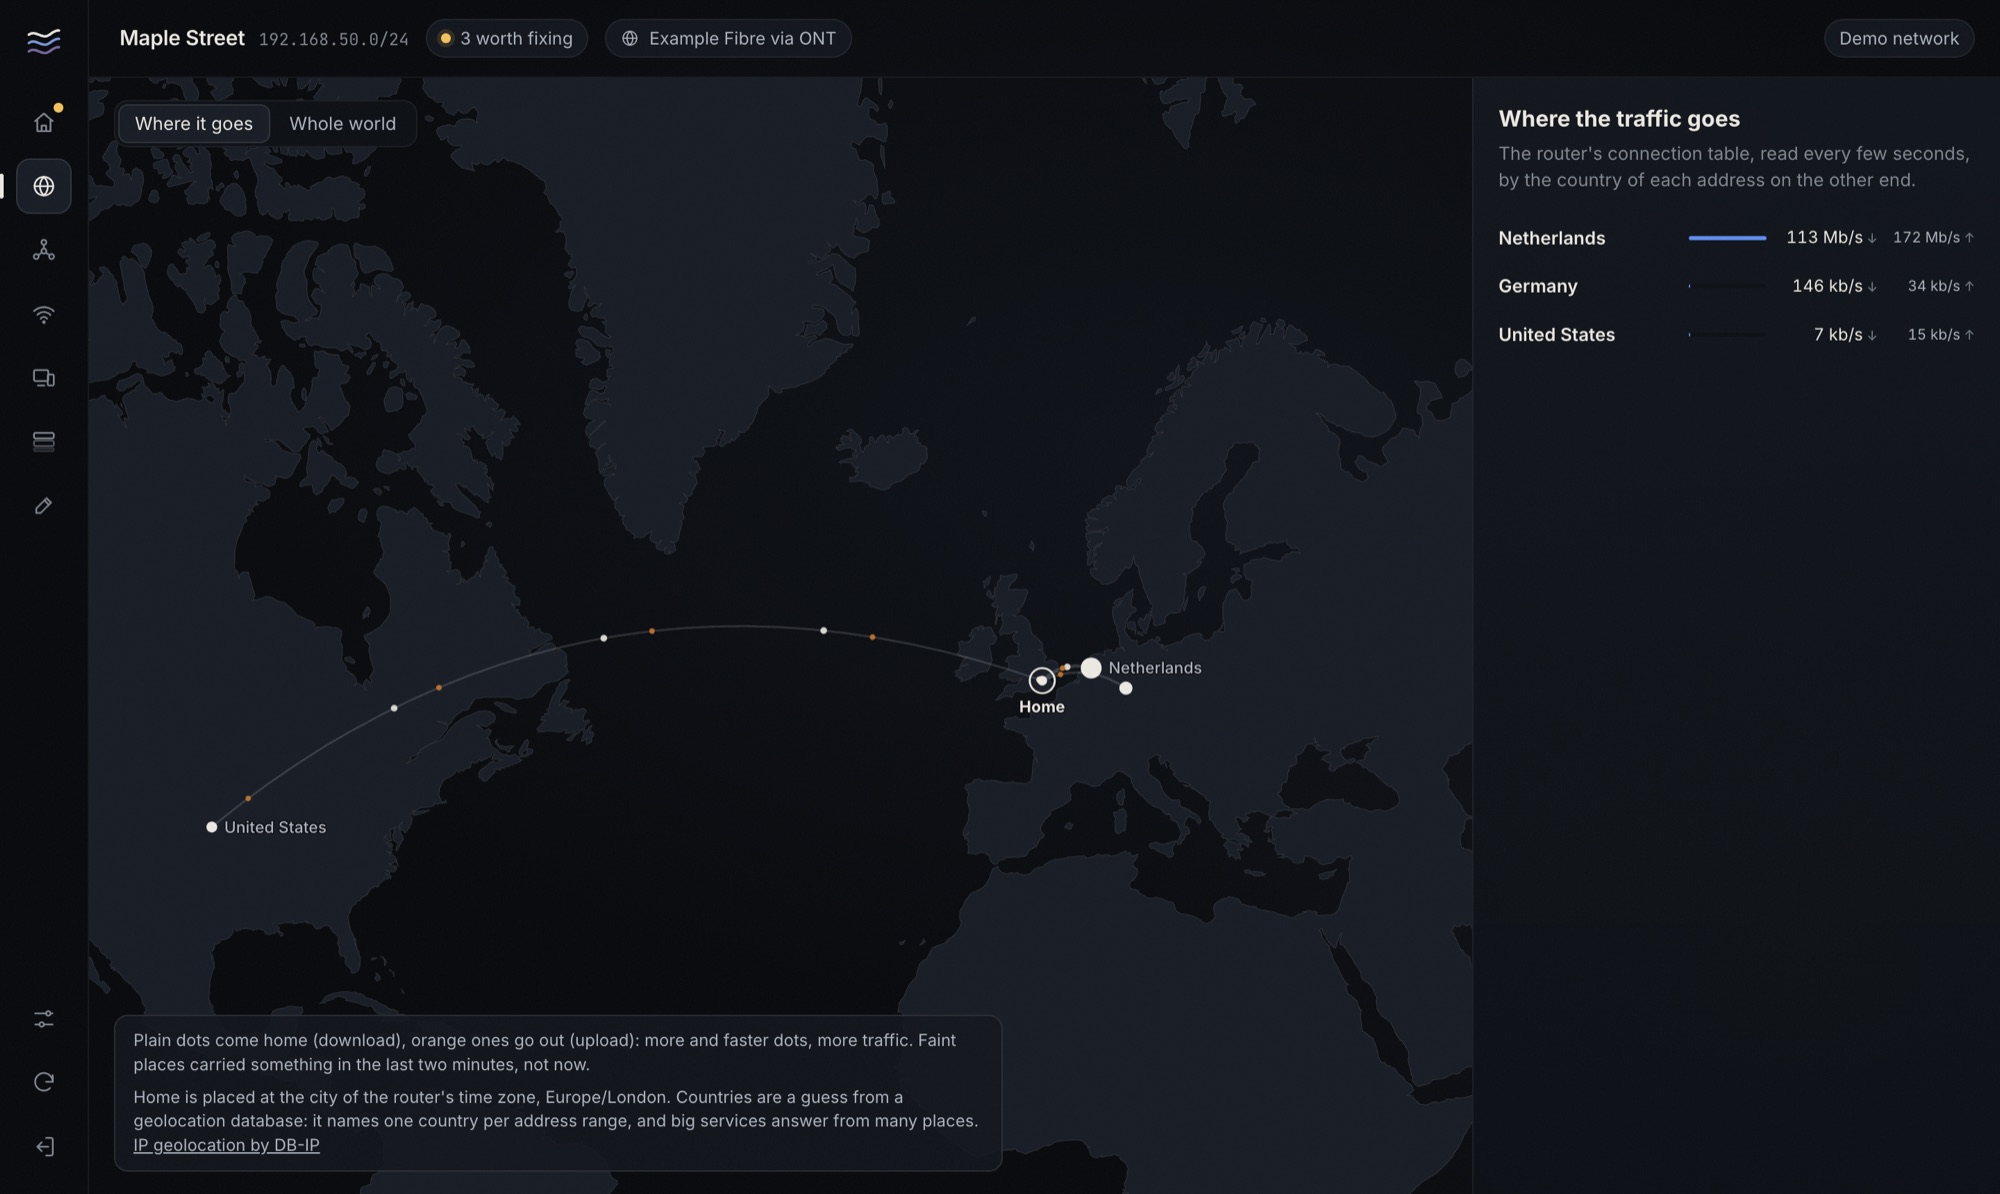 Maple Street 192.168.50.0/24 3 worth fixing Example Fibre via ONT Demo network
Where it goes Whole world
Where the traffic goes
The router's connection table, read every few seconds,
by the country of each address on the other end.
Netherlands 113 Mb/s ↓ 172 Mb/s ↑
Germany 146 kb/s ↓ 34 kb/s ↑
United States 7 kb/s ↓ 15 kb/s ↑
Netherlands
Home
United States
Plain dots come home (download), orange ones go out (upload): more and faster dots, more traffic. Faint
places carried something in the last two minutes, not now.
Home is placed at the city of the router's time zone, Europe/London. Countries are a guess from a
geolocation database: it names one country per address range, and big services answer from many places.
IP geolocation by DB-IP